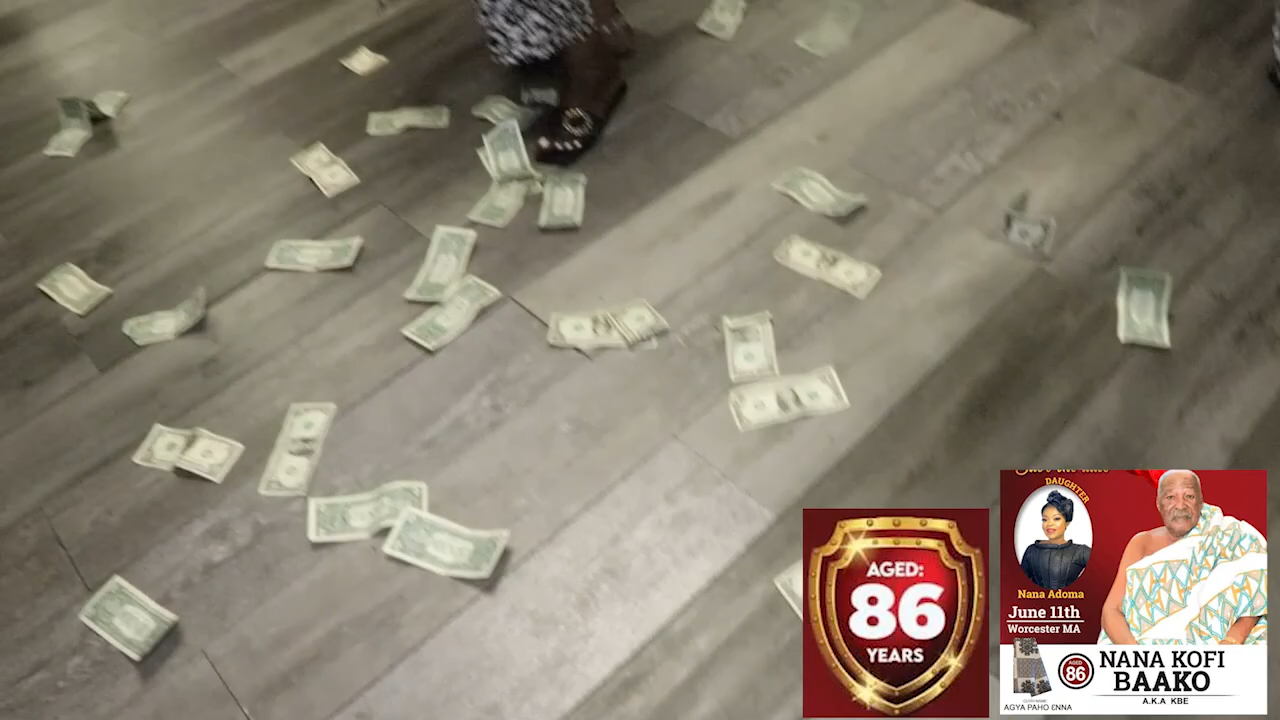 AGED:
86
YEARS
DAUGHTER
Nana Adoma
June 11th
Worcester MA
AGED
86
NANA KOFI
BAAKO
A.K.A KBE
AGYA PAHO ƐNNA